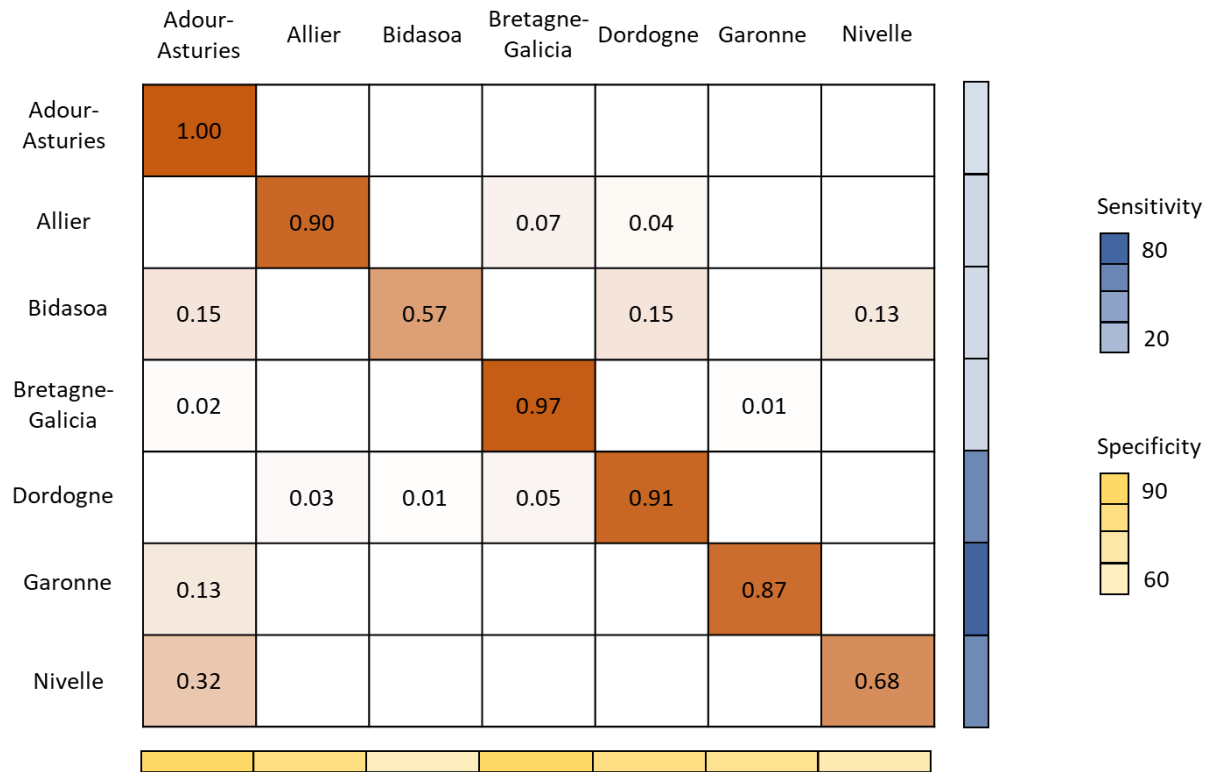 Adour-
Asturies
Allier
Bidasoa
Bretagne-
Galicia
Dordogne
Garonne
Nivelle
Adour-
Asturies
1.00
Allier
0.90
0.07
0.04
Sensitivity
80
20
Bidasoa
0.15
0.57
0.15
0.13
Bretagne-
Galicia
0.02
0.97
0.01
Specificity
90
60
Dordogne
0.03
0.01
0.05
0.91
Garonne
0.13
0.87
Nivelle
0.32
0.68